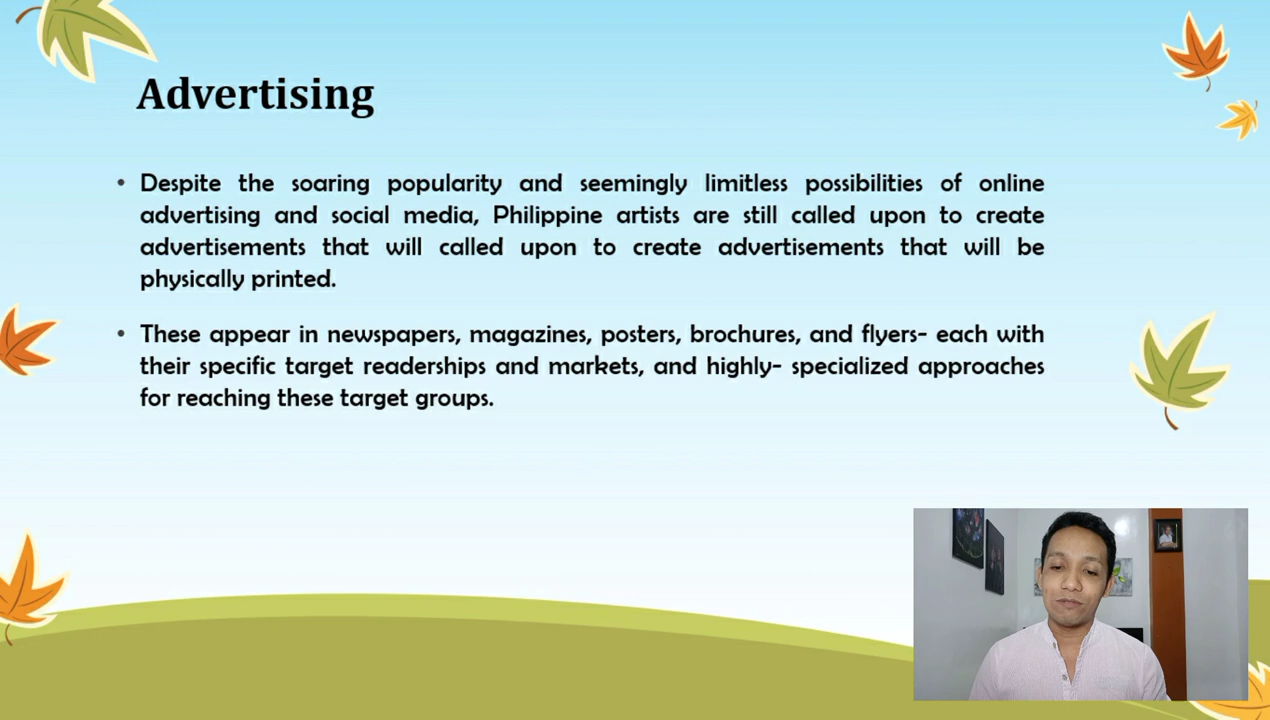 Advertising
• Despite the soaring popularity and seemingly limitless possibilities of online
advertising and social media, Philippine artists are still called upon to create
advertisements that will called upon to create advertisements that will be
physically printed.
• These appear in newspapers, magazines, posters, brochures, and flyers- each with
their specific target readerships and markets, and highly- specialized approaches
for reaching these target groups.